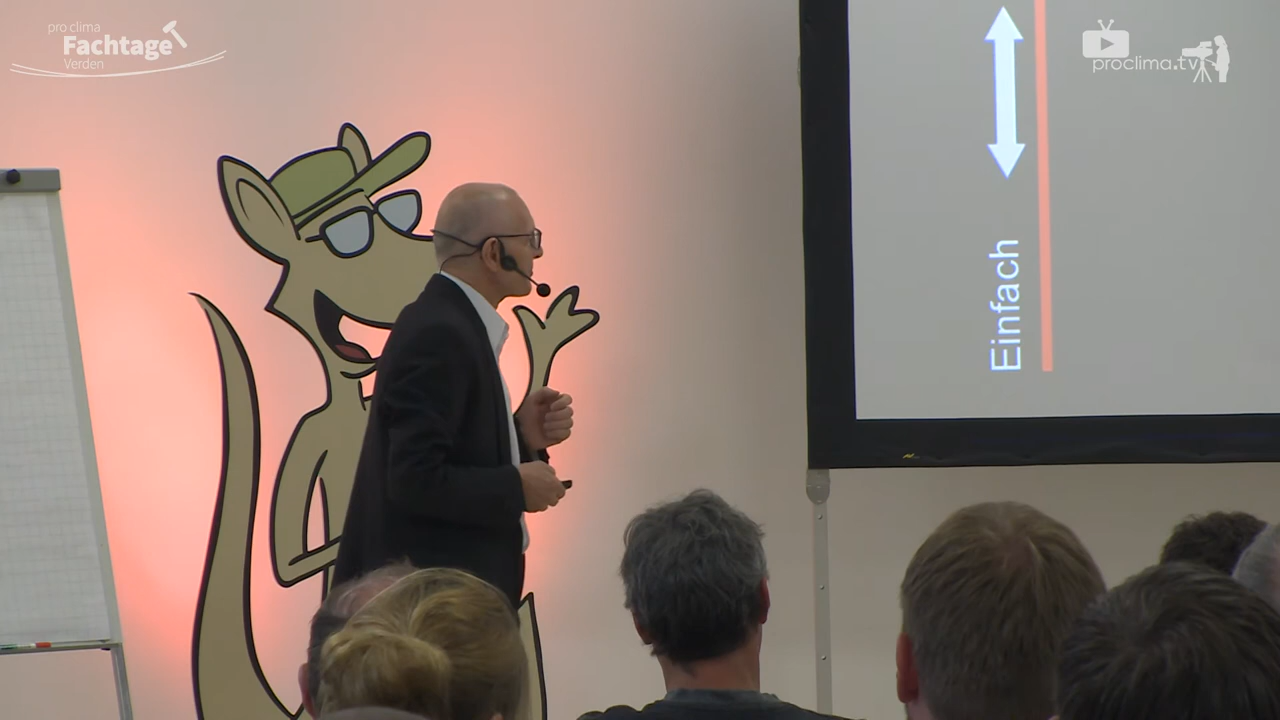 pro clima
Fachtage
Verden
proclima.tv
Einfach